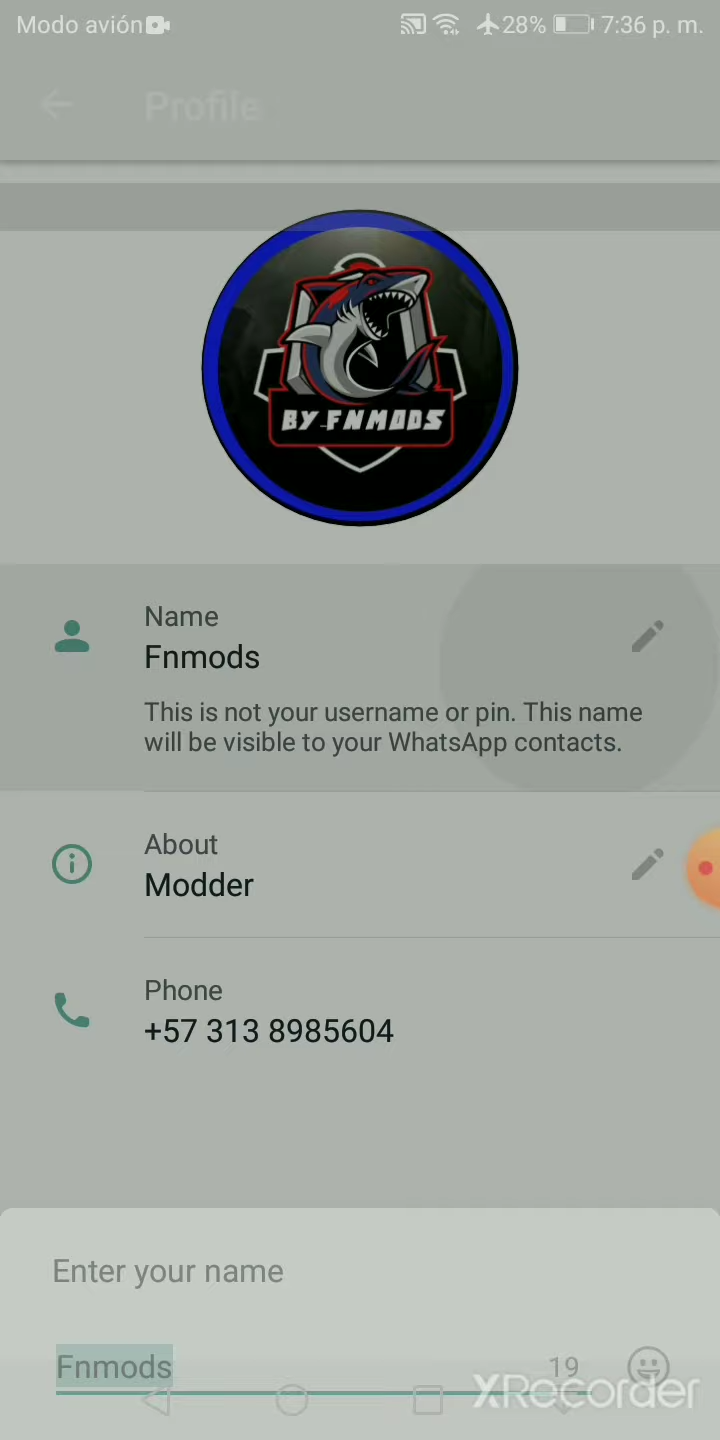 Modo avión 28% 7:36 p. m.
Profile
BY FNMODS
Name
Fnmods
This is not your username or pin. This name
will be visible to your WhatsApp contacts.
About
Modder
Phone
+57 313 8985604
Enter your name
Fnmods 19
XRecorder